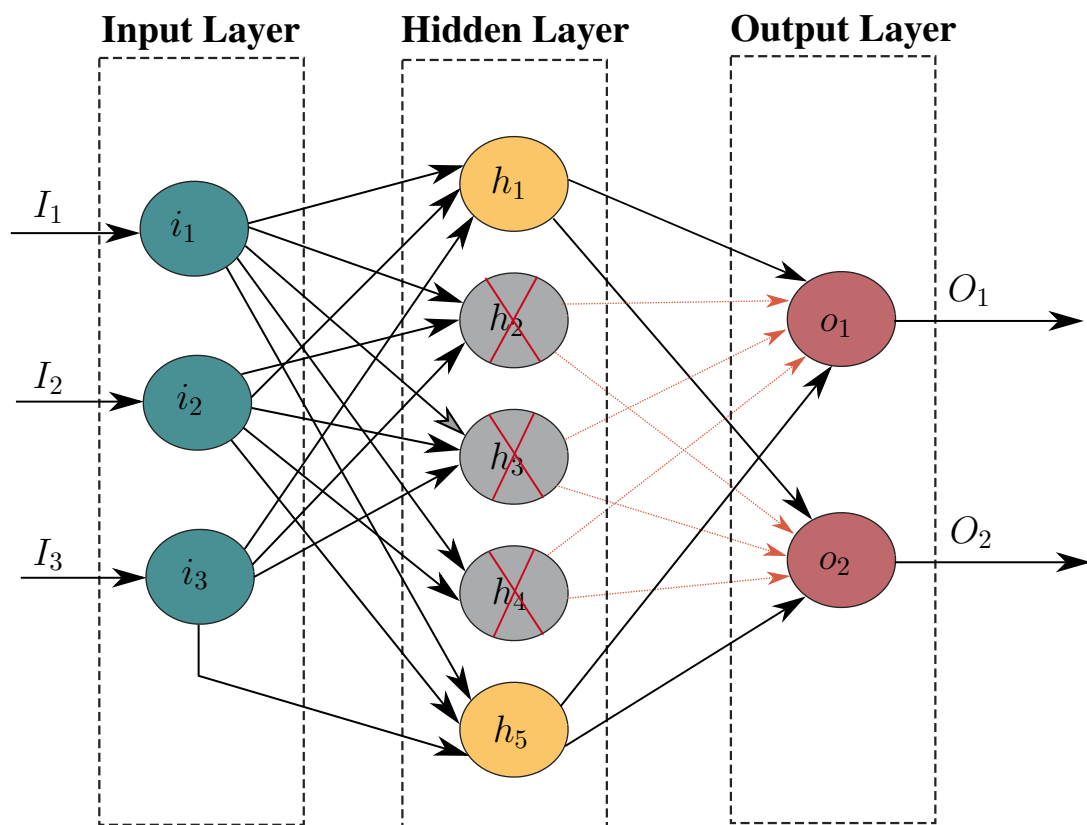 Input Layer
Hidden Layer
Output Layer
I₁
i₁
h₁
I₂
i₂
h₂
o₁
O₁
h₃
I₃
i₃
h₄
o₂
O₂
h₅